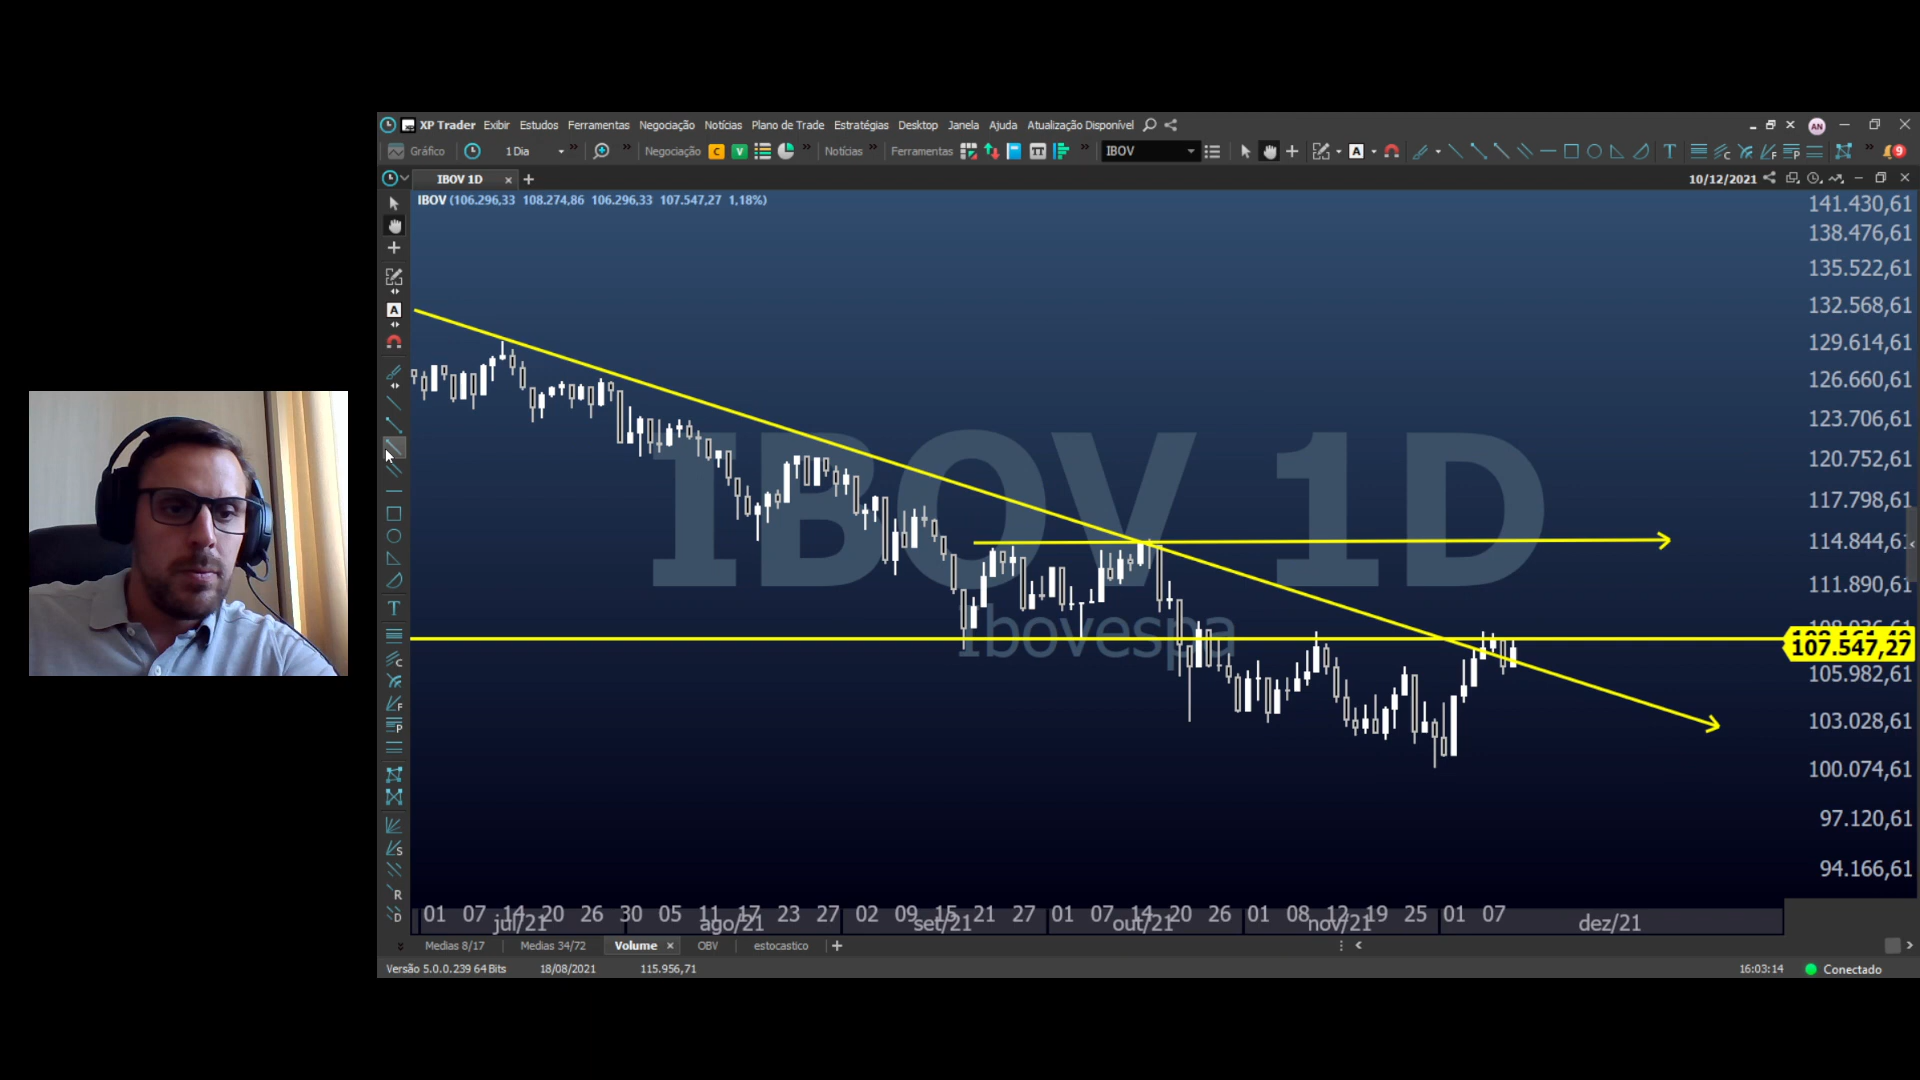 XP Trader Exibir Estudos Ferramentas Negociação Notícias Plano de Trade Estratégias Desktop Janela Ajuda Atualização Disponível AN
Gráfico 1 Dia Negociação C V Notícias Ferramentas IBOV A T C F P 9
IBOV 1D 10/12/2021
IBOV (106.296,33 108.274,86 106.296,33 107.547,27 1,18%)
141.430,61
138.476,61
135.522,61
132.568,61
129.614,61
126.660,61
123.706,61
120.752,61
117.798,61
114.844,61
111.890,61
107.547,27
105.982,61
103.028,61
100.074,61
97.120,61
94.166,61
IBOV 1D
Ibovespa
A
T
C
F
P
S
R
D
01 07 14 20 26 30 05 11 17 23 27 02 09 15 21 27 01 07 14 20 26 01 08 12 19 25 01 07
jul/21 ago/21 set/21 out/21 nov/21 dez/21
Medias 8/17 Medias 34/72 Volume OBV estocastico
Versão 5.0.0.239 64 Bits 18/08/2021 115.956,71 16:03:14 Conectado